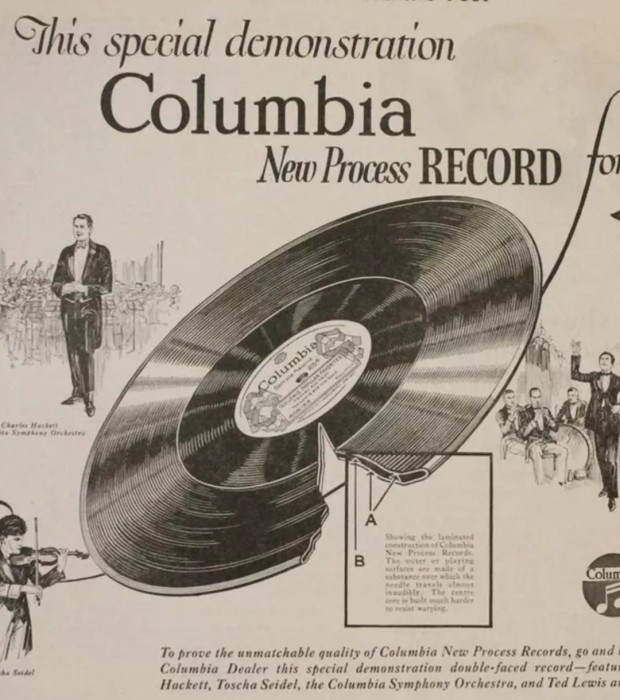 This special demonstration
Columbia
New Process RECORD for
Columbia
Charles Hackett
Symphony Orchestra
A
B
Showing the laminated
construction of Columbia
New Process Records.
The outer or playing
surfaces are made of a
substance over which the
needle travels almost
inaudibly. The centre
core is built much harder
to resist warping.
Colum
Seidel
To prove the unmatchable quality of Columbia New Process Records, go and
Columbia Dealer this special demonstration double-faced record—featu
Hackett, Toscha Seidel, the Columbia Symphony Orchestra, and Ted Lewis a